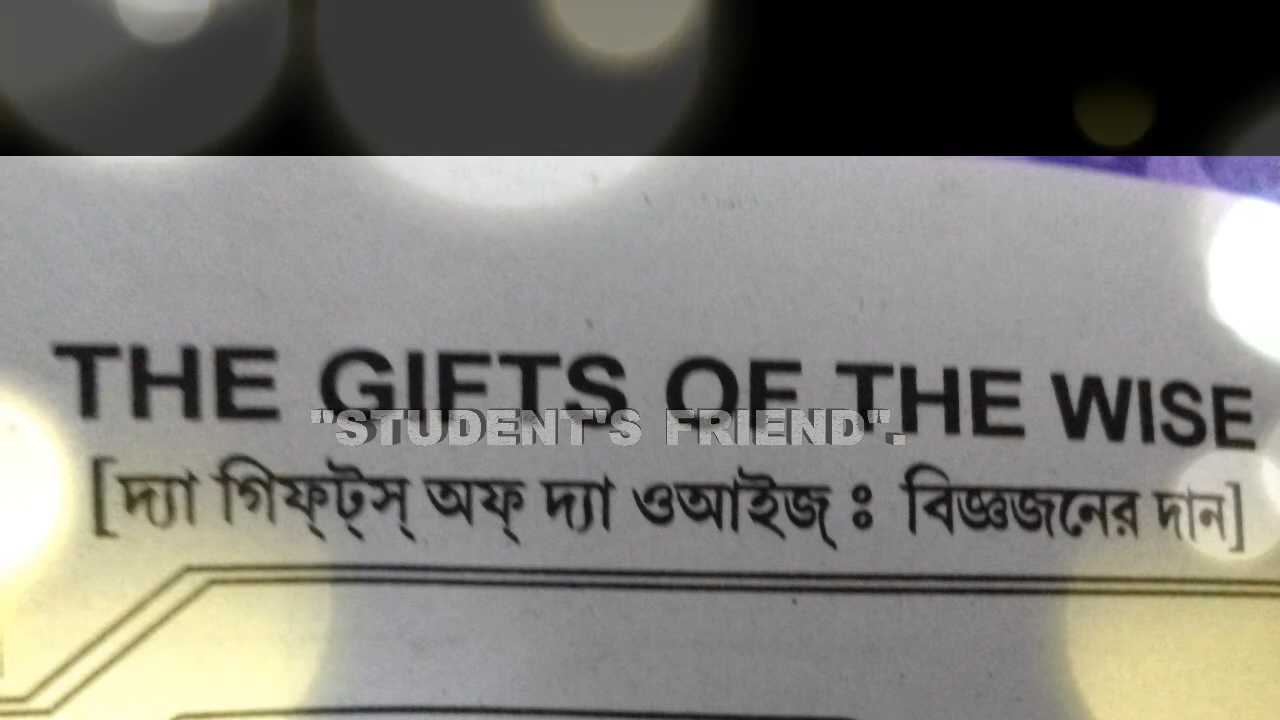 THE GIFTS OF THE WISE
"STUDENT'S FRIEND".
[দ্যা গিফ্‌ট্‌স্ অফ্ দ্যা ওআইজ্ ঃ বিজ্ঞজনের দান]